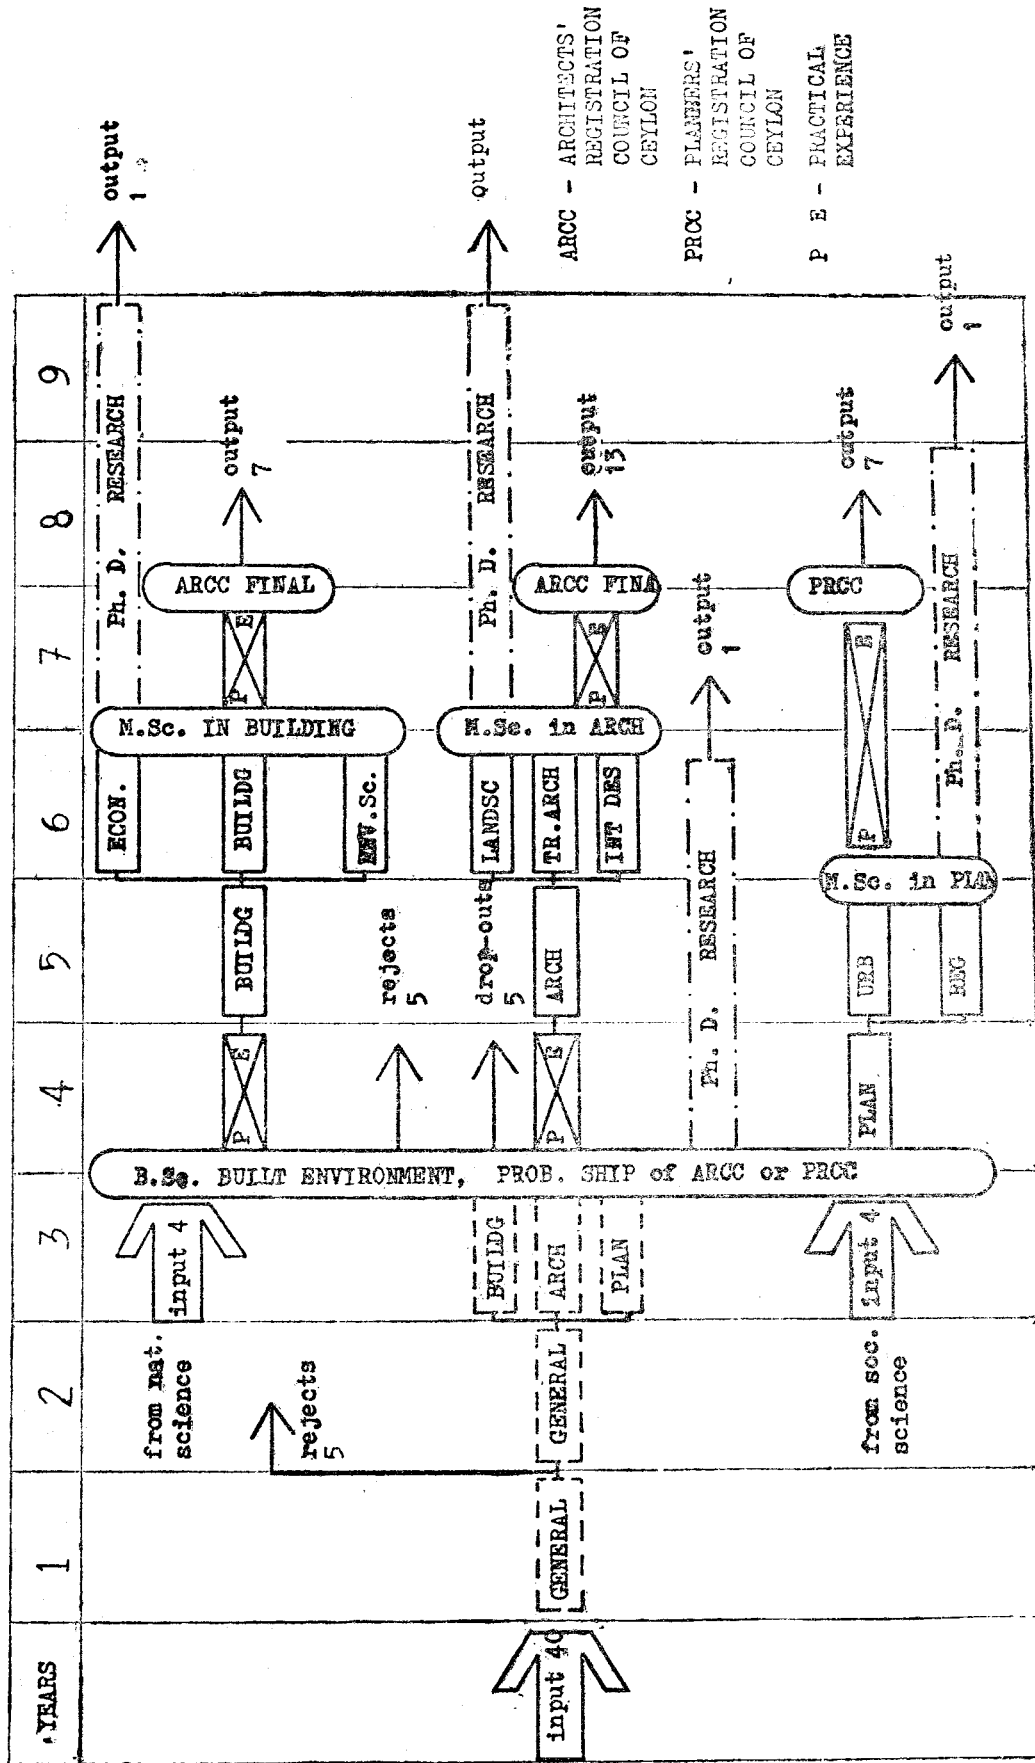 YEARS 1 2 3 4 5 6 7 8 9
from nat.
science
input 4
rejects
5
input 40
GENERAL
GENERAL
BUILDG
ARCH
PLAN
from soc.
science
input 4
B.Sc. BUILT ENVIRONMENT, PROB. SHIP of ARCC or PRCC
P E
BUILDG
ECON.
BUILDG
ENV.Sc.
M.Sc. IN BUILDING
Ph. D. RESEARCH
output
1
P E
ARCC FINAL
output
7
rejects
5
drop-outs
5
P E
ARCH
LANDSC
TR.ARCH
INT DES
M.Sc. in ARCH
Ph. D. RESEARCH
output
P E
ARCC FINA
output
13
Ph. D. RESEARCH
output
1
PLAN
URB
REG
M.Sc. in PLAN
P E
PRCC
output
7
Ph. D. RESEARCH
output
1
ARCC - ARCHITECTS'
REGISTRATION
COUNCIL OF
CEYLON
PRCC - PLANNERS'
REGISTRATION
COUNCIL OF
CEYLON
P E - PRACTICAL
EXPERIENCE